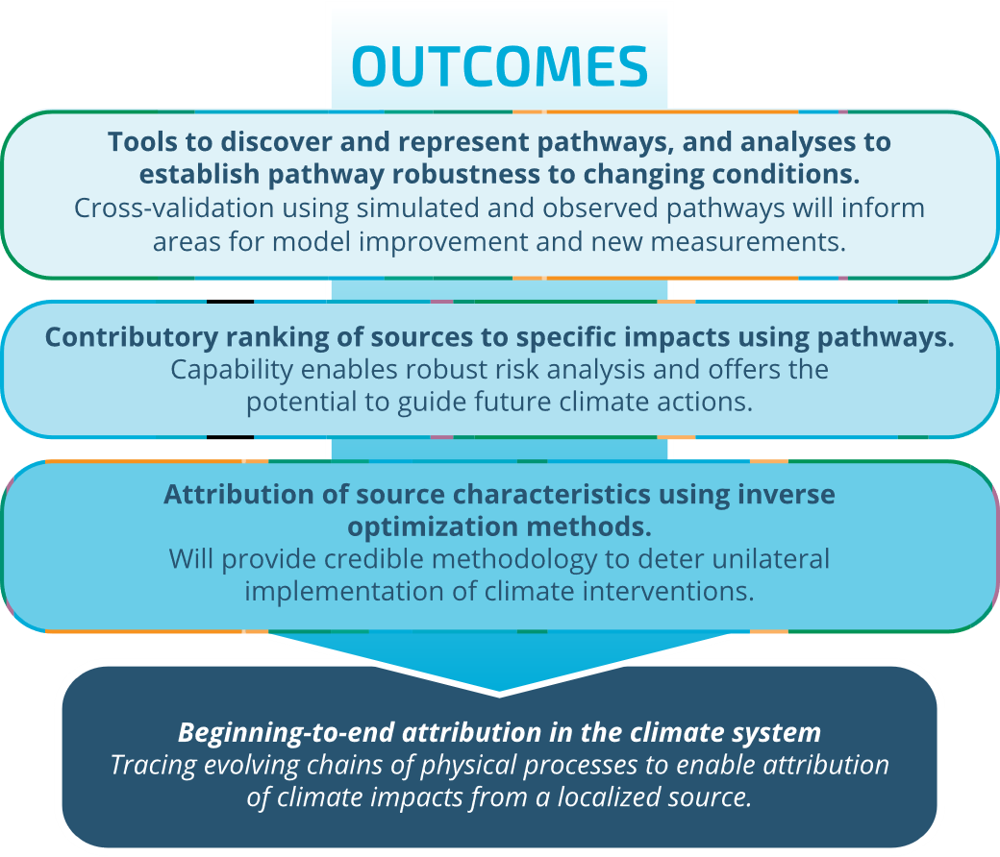 OUTCOMES
Tools to discover and represent pathways, and analyses to
establish pathway robustness to changing conditions.
Cross-validation using simulated and observed pathways will inform
areas for model improvement and new measurements.
Contributory ranking of sources to specific impacts using pathways.
Capability enables robust risk analysis and offers the
potential to guide future climate actions.
Attribution of source characteristics using inverse
optimization methods.
Will provide credible methodology to deter unilateral
implementation of climate interventions.
Beginning-to-end attribution in the climate system
Tracing evolving chains of physical processes to enable attribution
of climate impacts from a localized source.